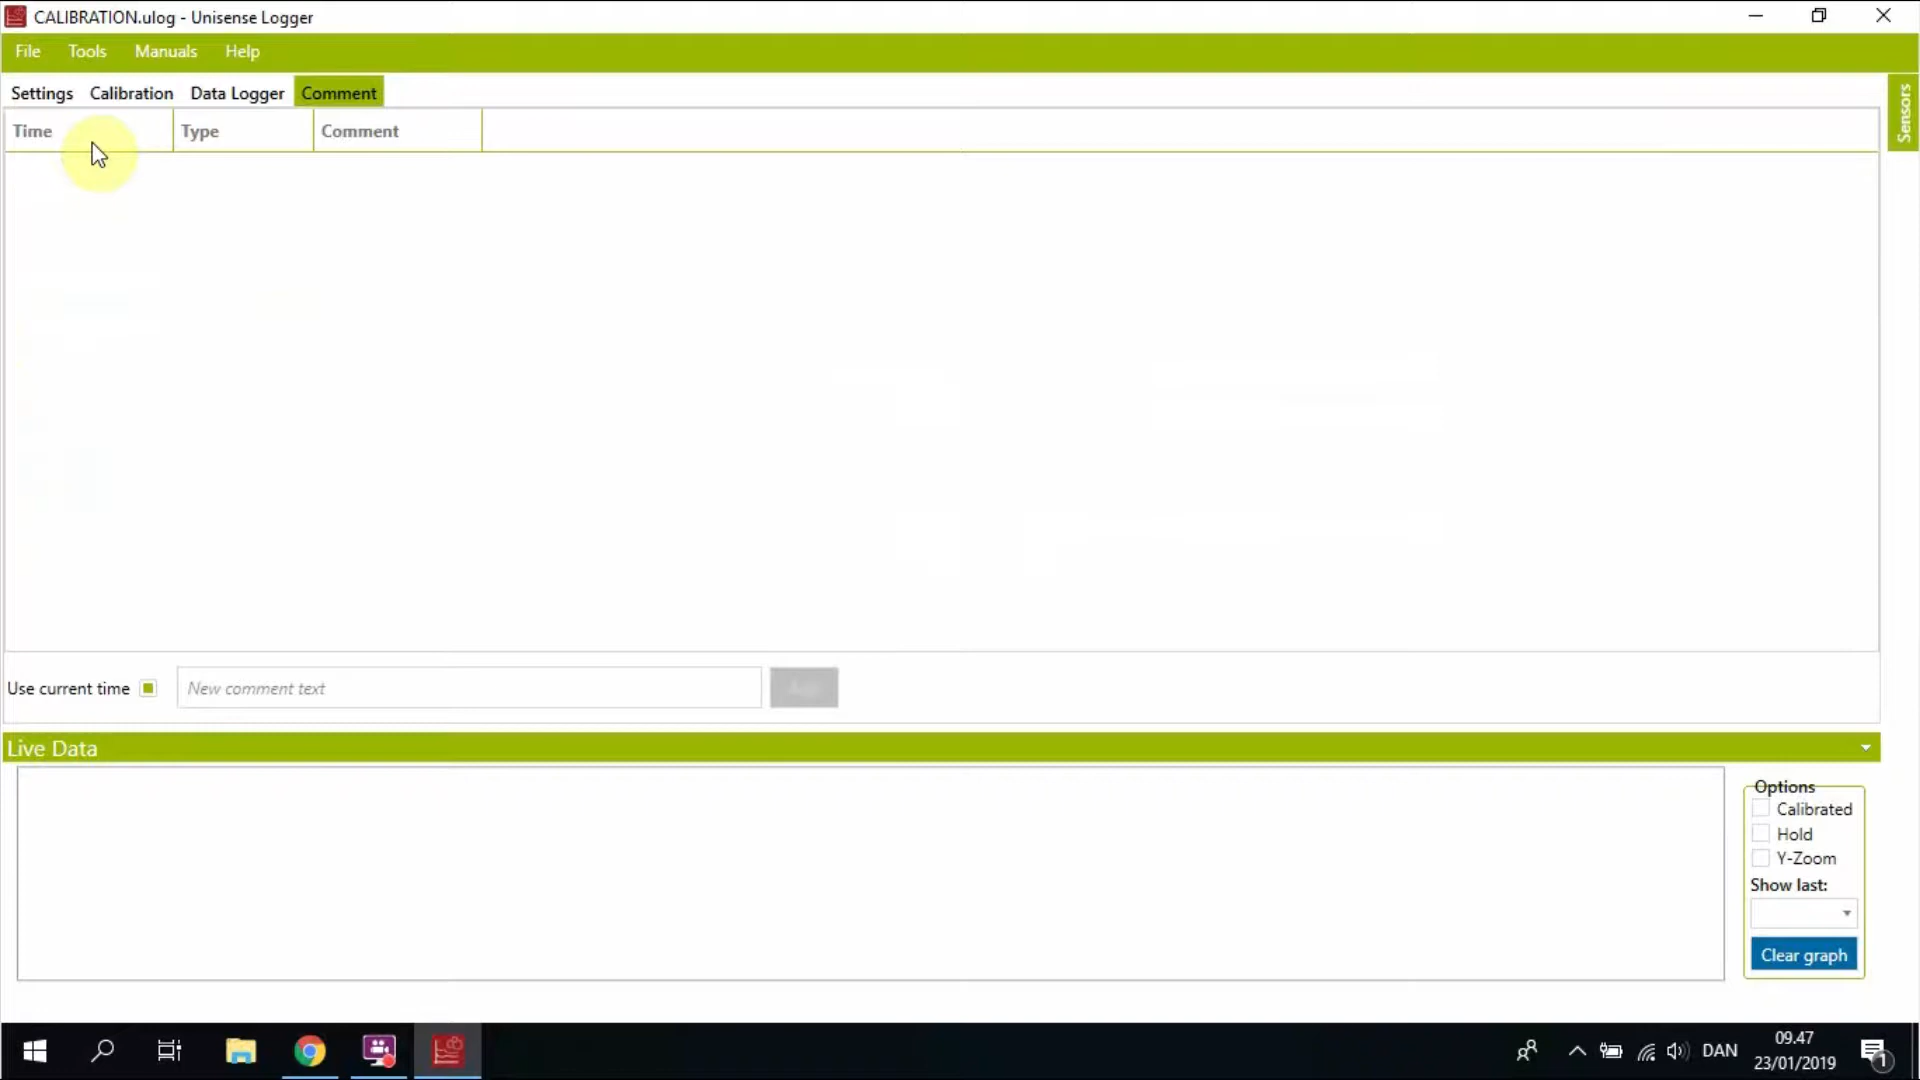 CALIBRATION.ulog - Unisense Logger
File Tools Manuals Help
Settings Calibration Data Logger Comment
Sensors
Time Type Comment
Use current time New comment text
Live Data
Options
Calibrated
Hold
Y-Zoom
Show last:
Clear graph
DAN
09.47
23/01/2019
1